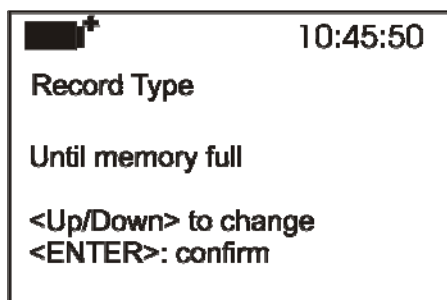 10:45:50
Record Type
Until memory full
<Up/Down> to change
<ENTER>: confirm